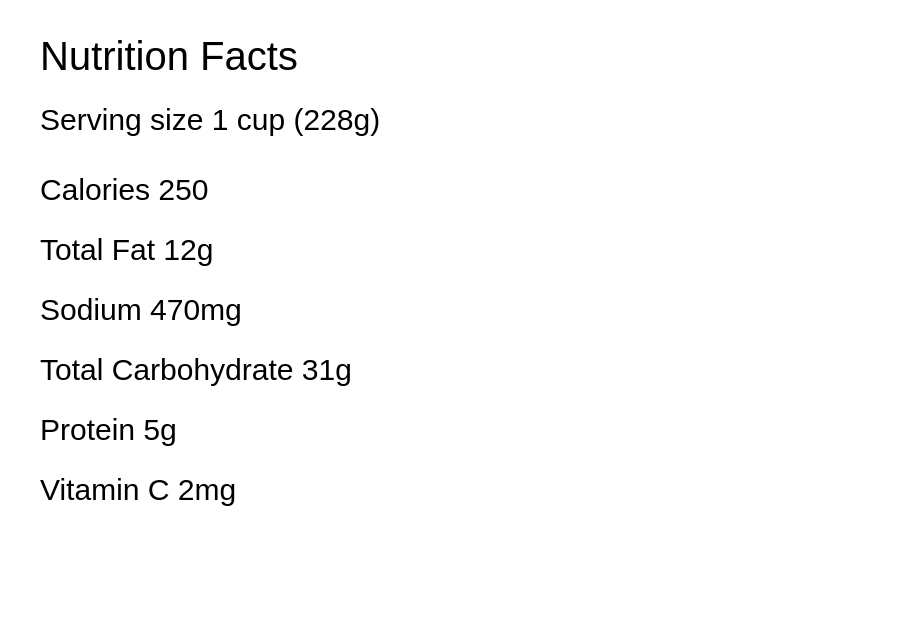 Nutrition Facts
Serving size 1 cup (228g)
Calories 250
Total Fat 12g
Sodium 470mg
Total Carbohydrate 31g
Protein 5g
Vitamin C 2mg